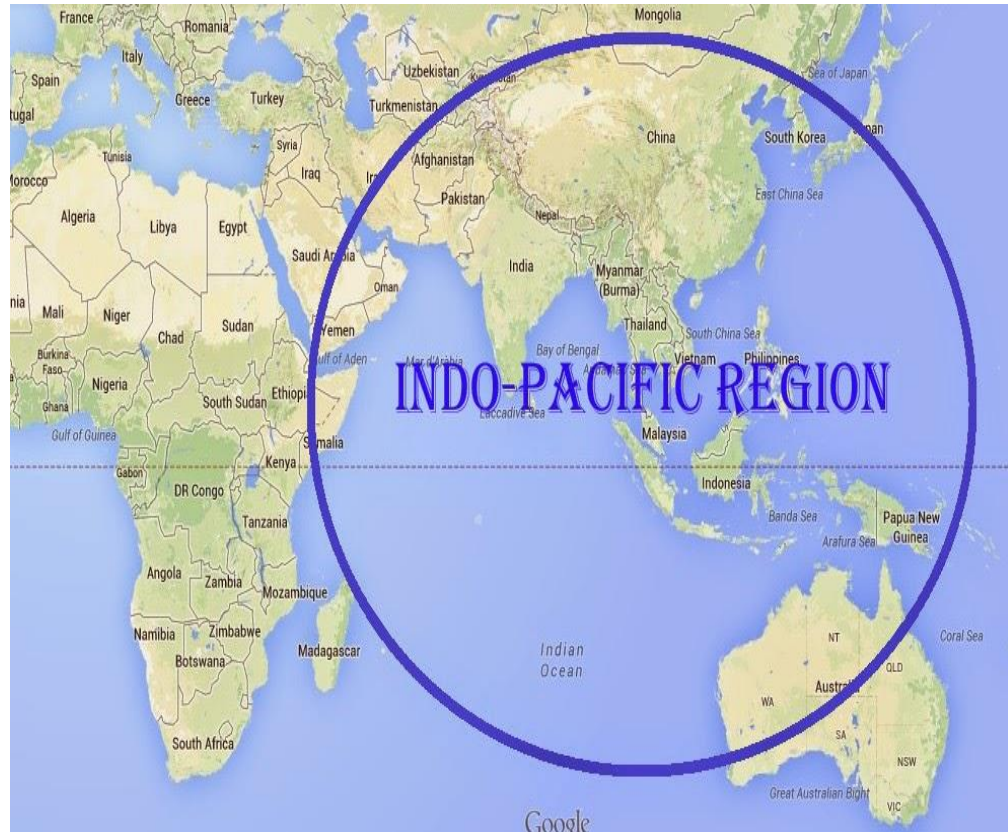 France
Romania
Mongolia
Italy
Uzbekistan
Sea of Japan
Spain
Greece
Turkey
Turkmenistan
China
South Korea
Tunisia
Syria
Afghanistan
Iraq
Morocco
Pakistan
East China Sea
Algeria
Libya
Egypt
Nepal
Saudi Arabia
India
Myanmar
(Burma)
Oman
Mali
Niger
Sudan
Yemen
Thailand
Chad
Gulf of Aden
Mar d'Aràbia
Bay of Bengal
South China Sea
Burkina
Faso
Vietnam
Philippines
Nigeria
South Sudan
Ethiopia
INDO-PACIFIC REGION
Ghana
Laccadive Sea
Gulf of Guinea
Somalia
Malaysia
Gabon
Kenya
DR Congo
Indonesia
Tanzania
Banda Sea
Papua New
Guinea
Arafura Sea
Angola
Zambia
Mozambique
Namibia
Zimbabwe
Coral Sea
Botswana
Madagascar
Indian
Ocean
NT
QLD
Australia
WA
SA
South Africa
NSW
Great Australian Bight
VIC
Google